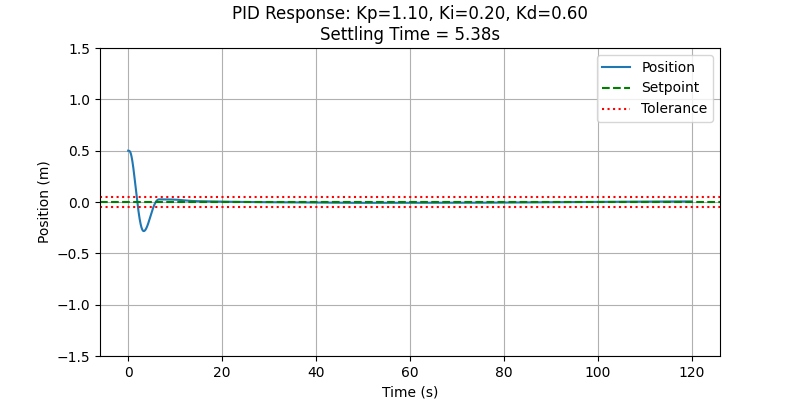 PID Response: Kp=1.10, Ki=0.20, Kd=0.60
Settling Time = 5.38s
Position
Setpoint
Tolerance
1.5
1.0
0.5
0.0
−0.5
−1.0
−1.5
Position (m)
0 20 40 60 80 100 120
Time (s)